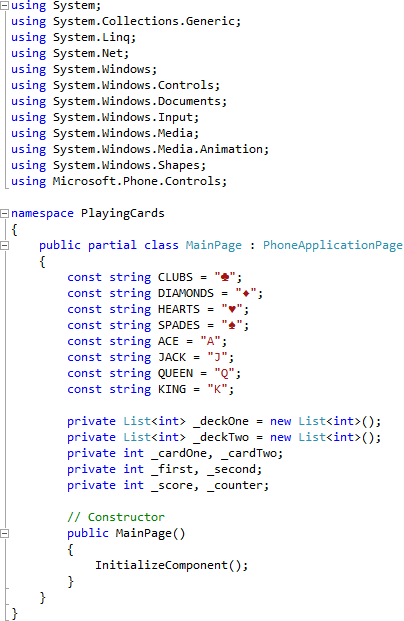 using System;
using System.Collections.Generic;
using System.Linq;
using System.Net;
using System.Windows;
using System.Windows.Controls;
using System.Windows.Documents;
using System.Windows.Input;
using System.Windows.Media;
using System.Windows.Media.Animation;
using System.Windows.Shapes;
using Microsoft.Phone.Controls;
namespace PlayingCards
{
public partial class MainPage : PhoneApplicationPage
{
const string CLUBS = "♣";
const string DIAMONDS = "♦";
const string HEARTS = "♥";
const string SPADES = "♠";
const string ACE = "A";
const string JACK = "J";
const string QUEEN = "Q";
const string KING = "K";
private List<int> _deckOne = new List<int>();
private List<int> _deckTwo = new List<int>();
private int _cardOne, _cardTwo;
private int _first, _second;
private int _score, _counter;
// Constructor
public MainPage()
{
InitializeComponent();
}
}
}